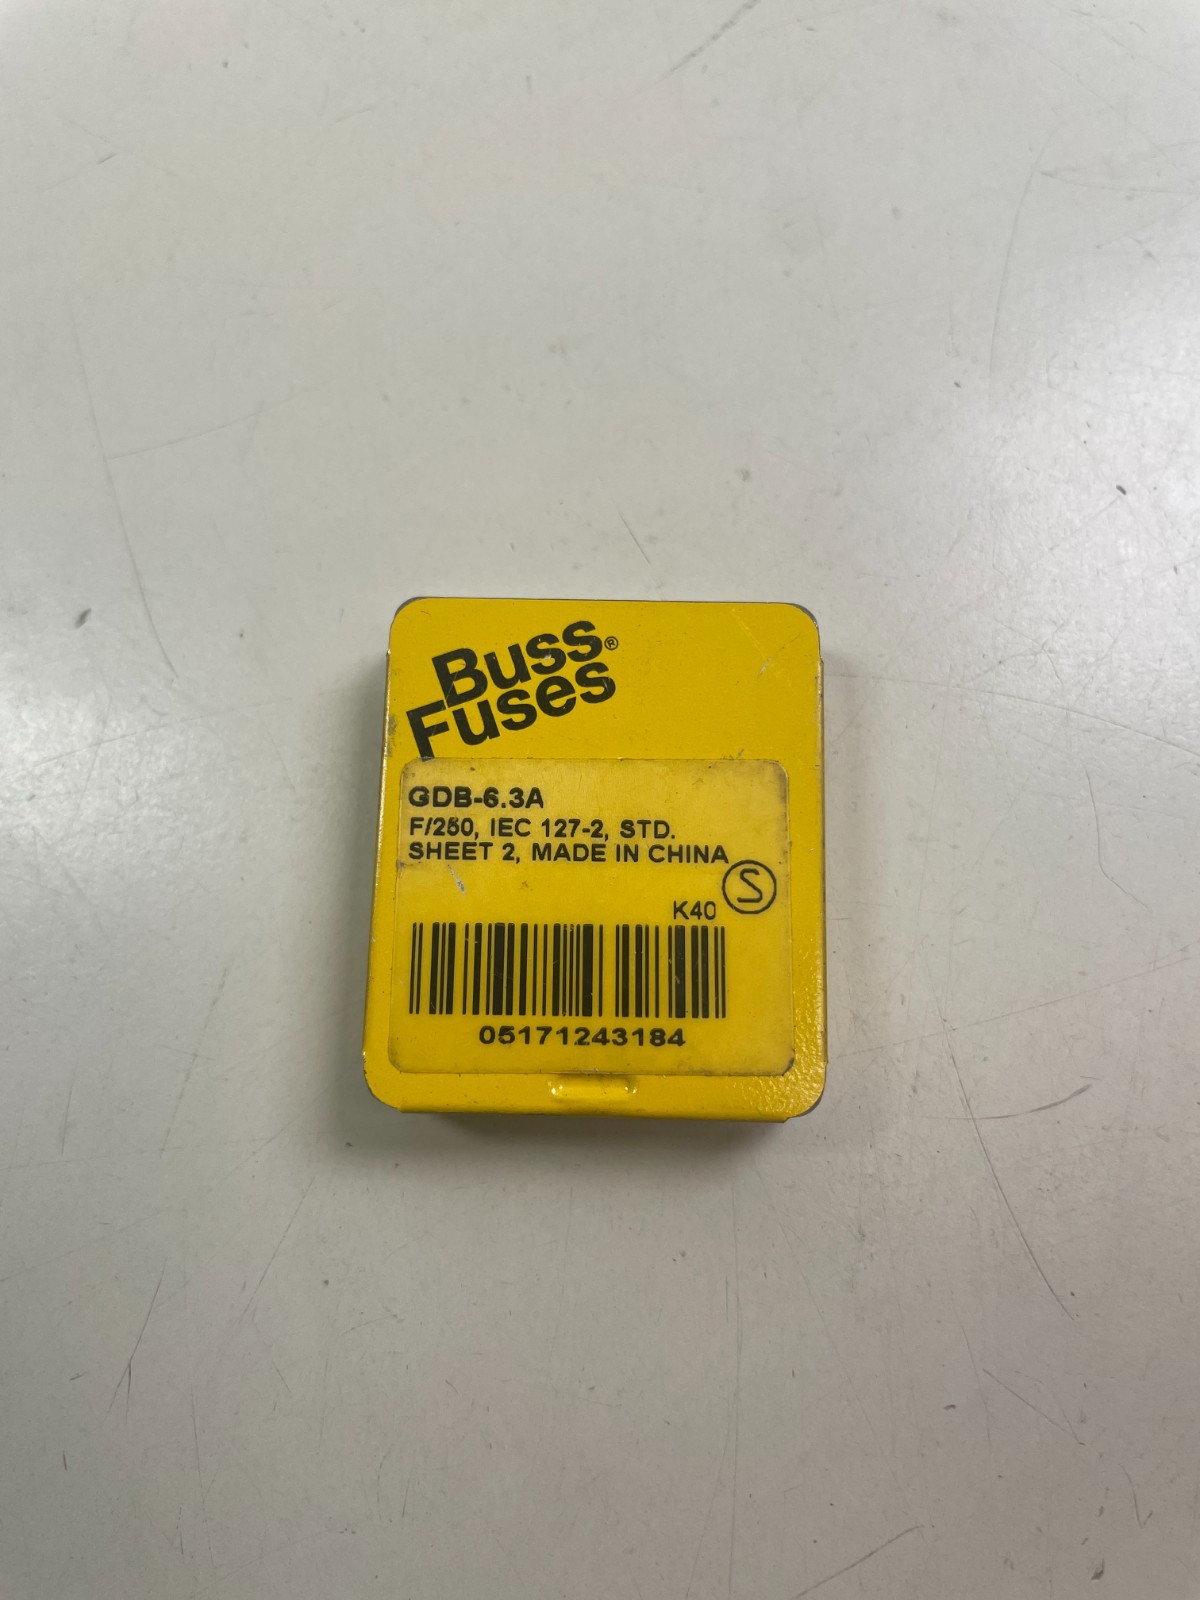 Buss®
Fuses
GDB-6.3A
F/250, IEC 127-2, STD.
SHEET 2, MADE IN CHINA
S
K40
05171243184